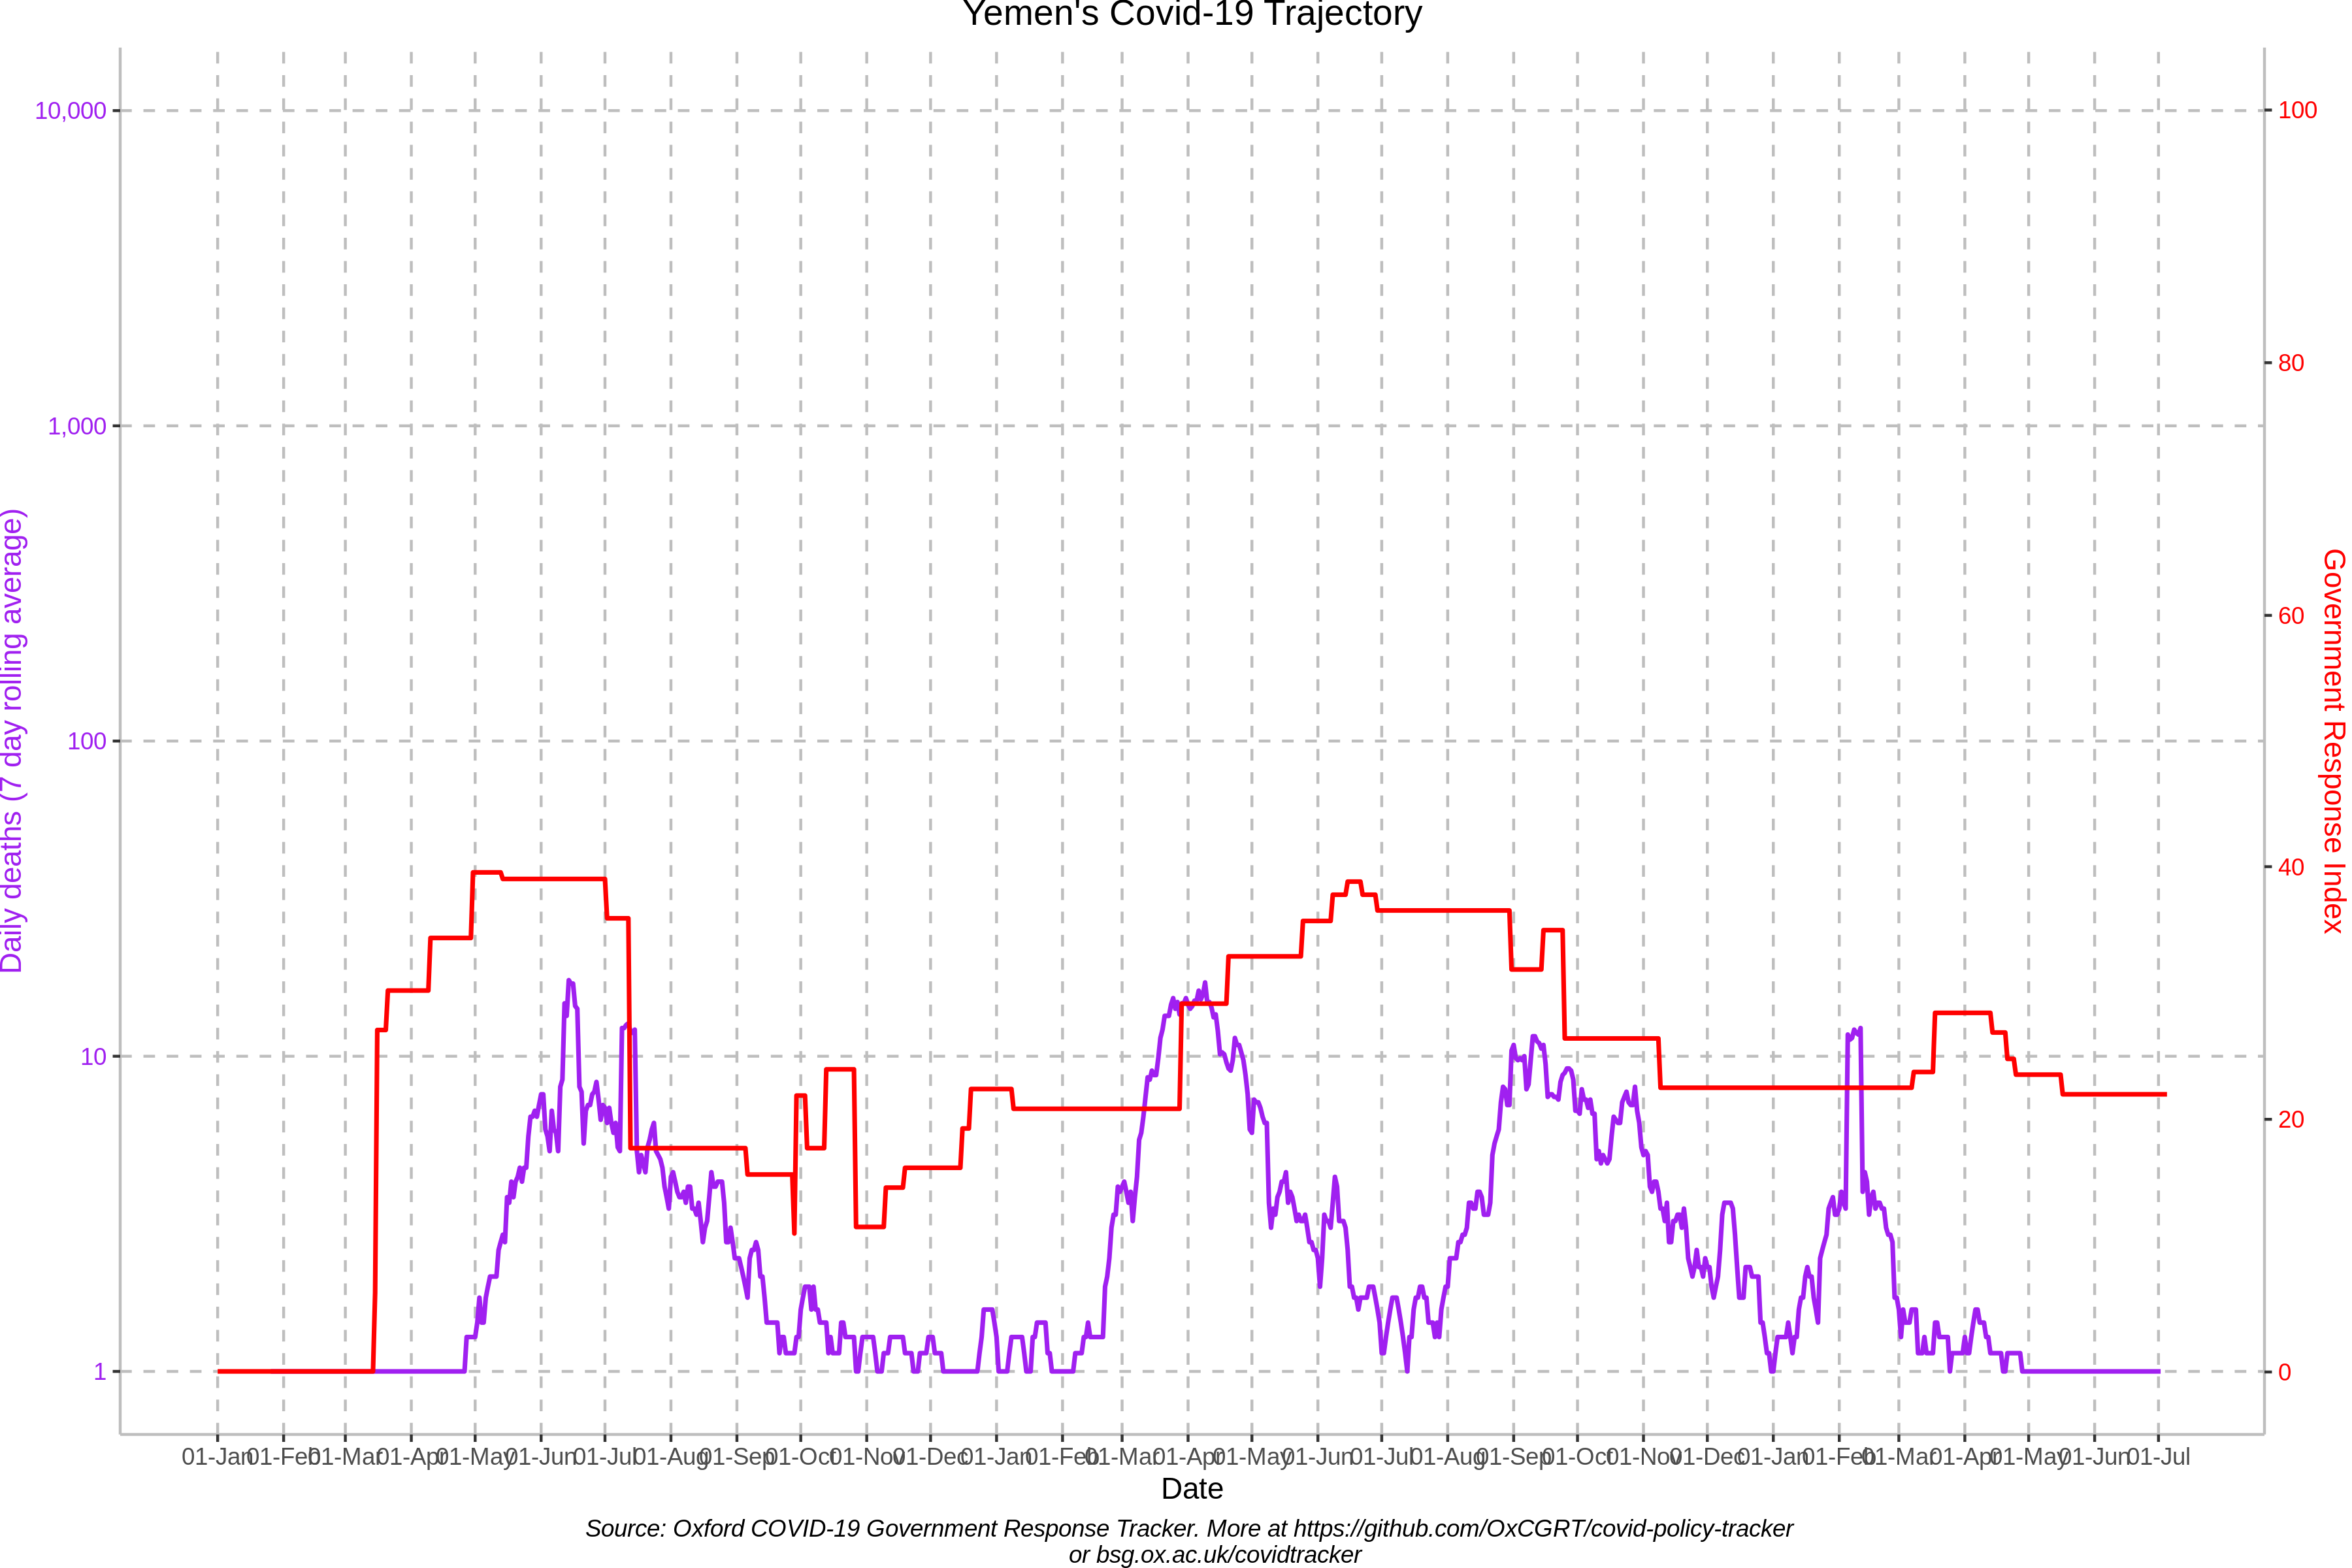 Yemen's Covid-19 Trajectory
10,000
1,000
100
10
1
Daily deaths (7 day rolling average)
100
80
60
40
20
0
Government Response Index
01-Jan 01-Feb 01-Mar 01-Apr 01-May 01-Jun 01-Jul 01-Aug 01-Sep 01-Oct 01-Nov 01-Dec 01-Jan 01-Feb 01-Mar 01-Apr 01-May 01-Jun 01-Jul 01-Aug 01-Sep 01-Oct 01-Nov 01-Dec 01-Jan 01-Feb 01-Mar 01-Apr 01-May 01-Jun 01-Jul
Date
Source: Oxford COVID-19 Government Response Tracker. More at https://github.com/OxCGRT/covid-policy-tracker
or bsg.ox.ac.uk/covidtracker